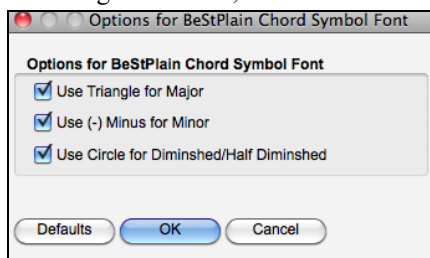 Options for BeStPlain Chord Symbol Font
Options for BeStPlain Chord Symbol Font
Use Triangle for Major
Use (-) Minus for Minor
Use Circle for Diminshed/Half Diminshed
Defaults OK Cancel